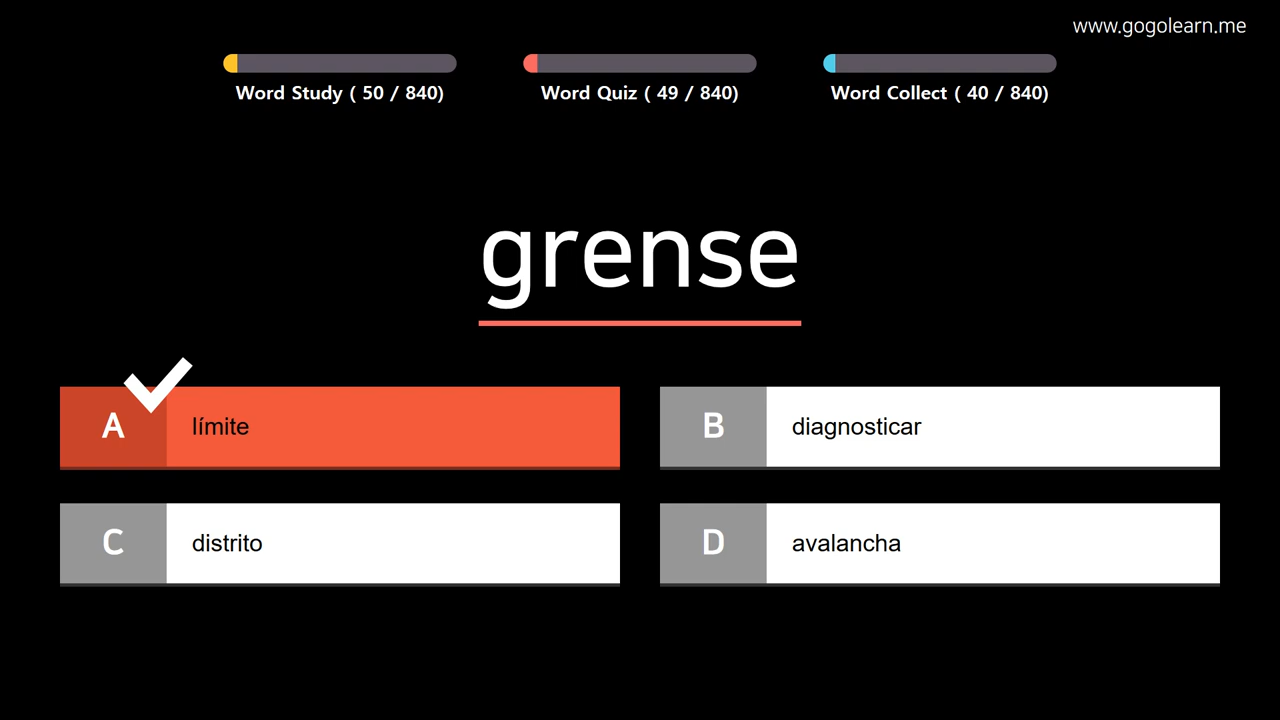 www.gogolearn.me
Word Study ( 50 / 840)
Word Quiz ( 49 / 840)
Word Collect ( 40 / 840)
grense
A límite
B diagnosticar
C distrito
D avalancha